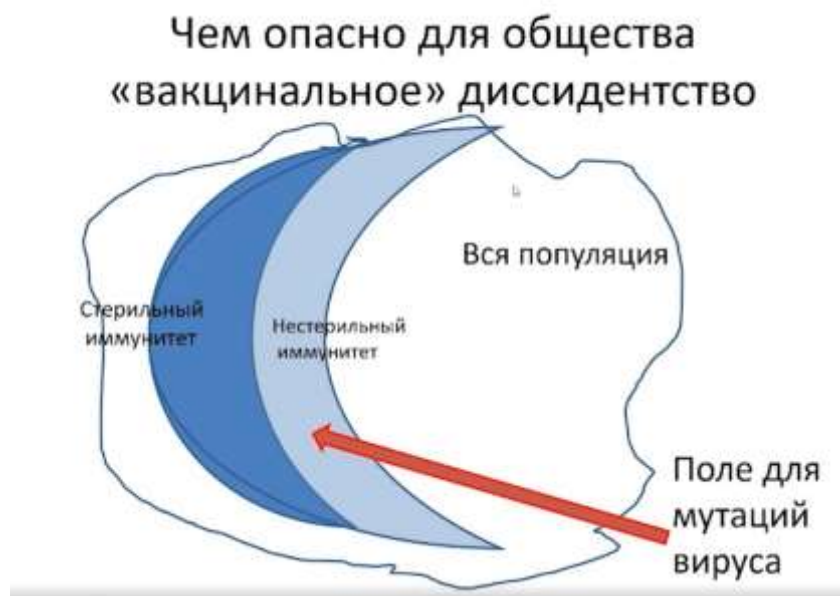 Чем опасно для общества
«вакцинальное» диссидентство
Вся популяция
Стерильный
иммунитет
Нестерильный
иммунитет
Поле для
мутаций
вируса